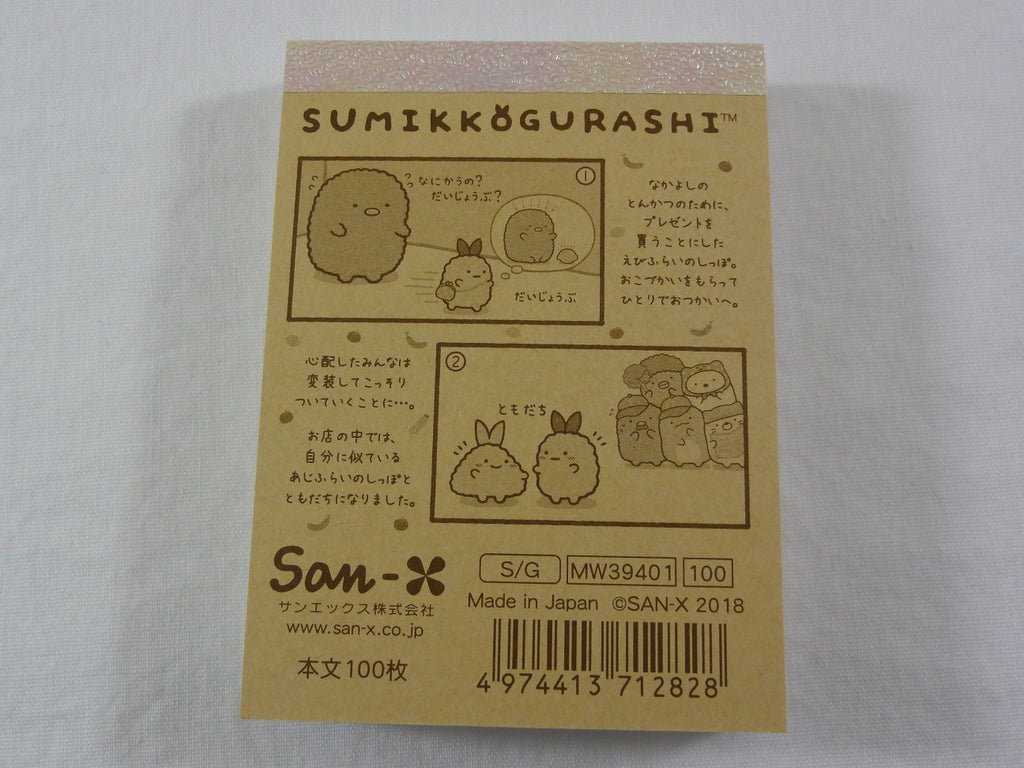 SUMIKKOGURASHI™
①
なにかうの?
だいじょうぶ?
だいじょうぶ
なかよしの
とんかつのために、
プレゼントを
買うことにした
えびふらいのしっぽ。
おこづかいをもらって
ひとりでおつかいへ。
心配したみんなは
変装してこっそり
ついていくことに…。
お店の中では、
自分に似ている
あじふらいのしっぽと
ともだちになりました。
②
ともだち
San-X
サンエックス株式会社
www.san-x.co.jp
本文100枚
S/G MW39401 100
Made in Japan ©SAN-X 2018
4 974413 712828